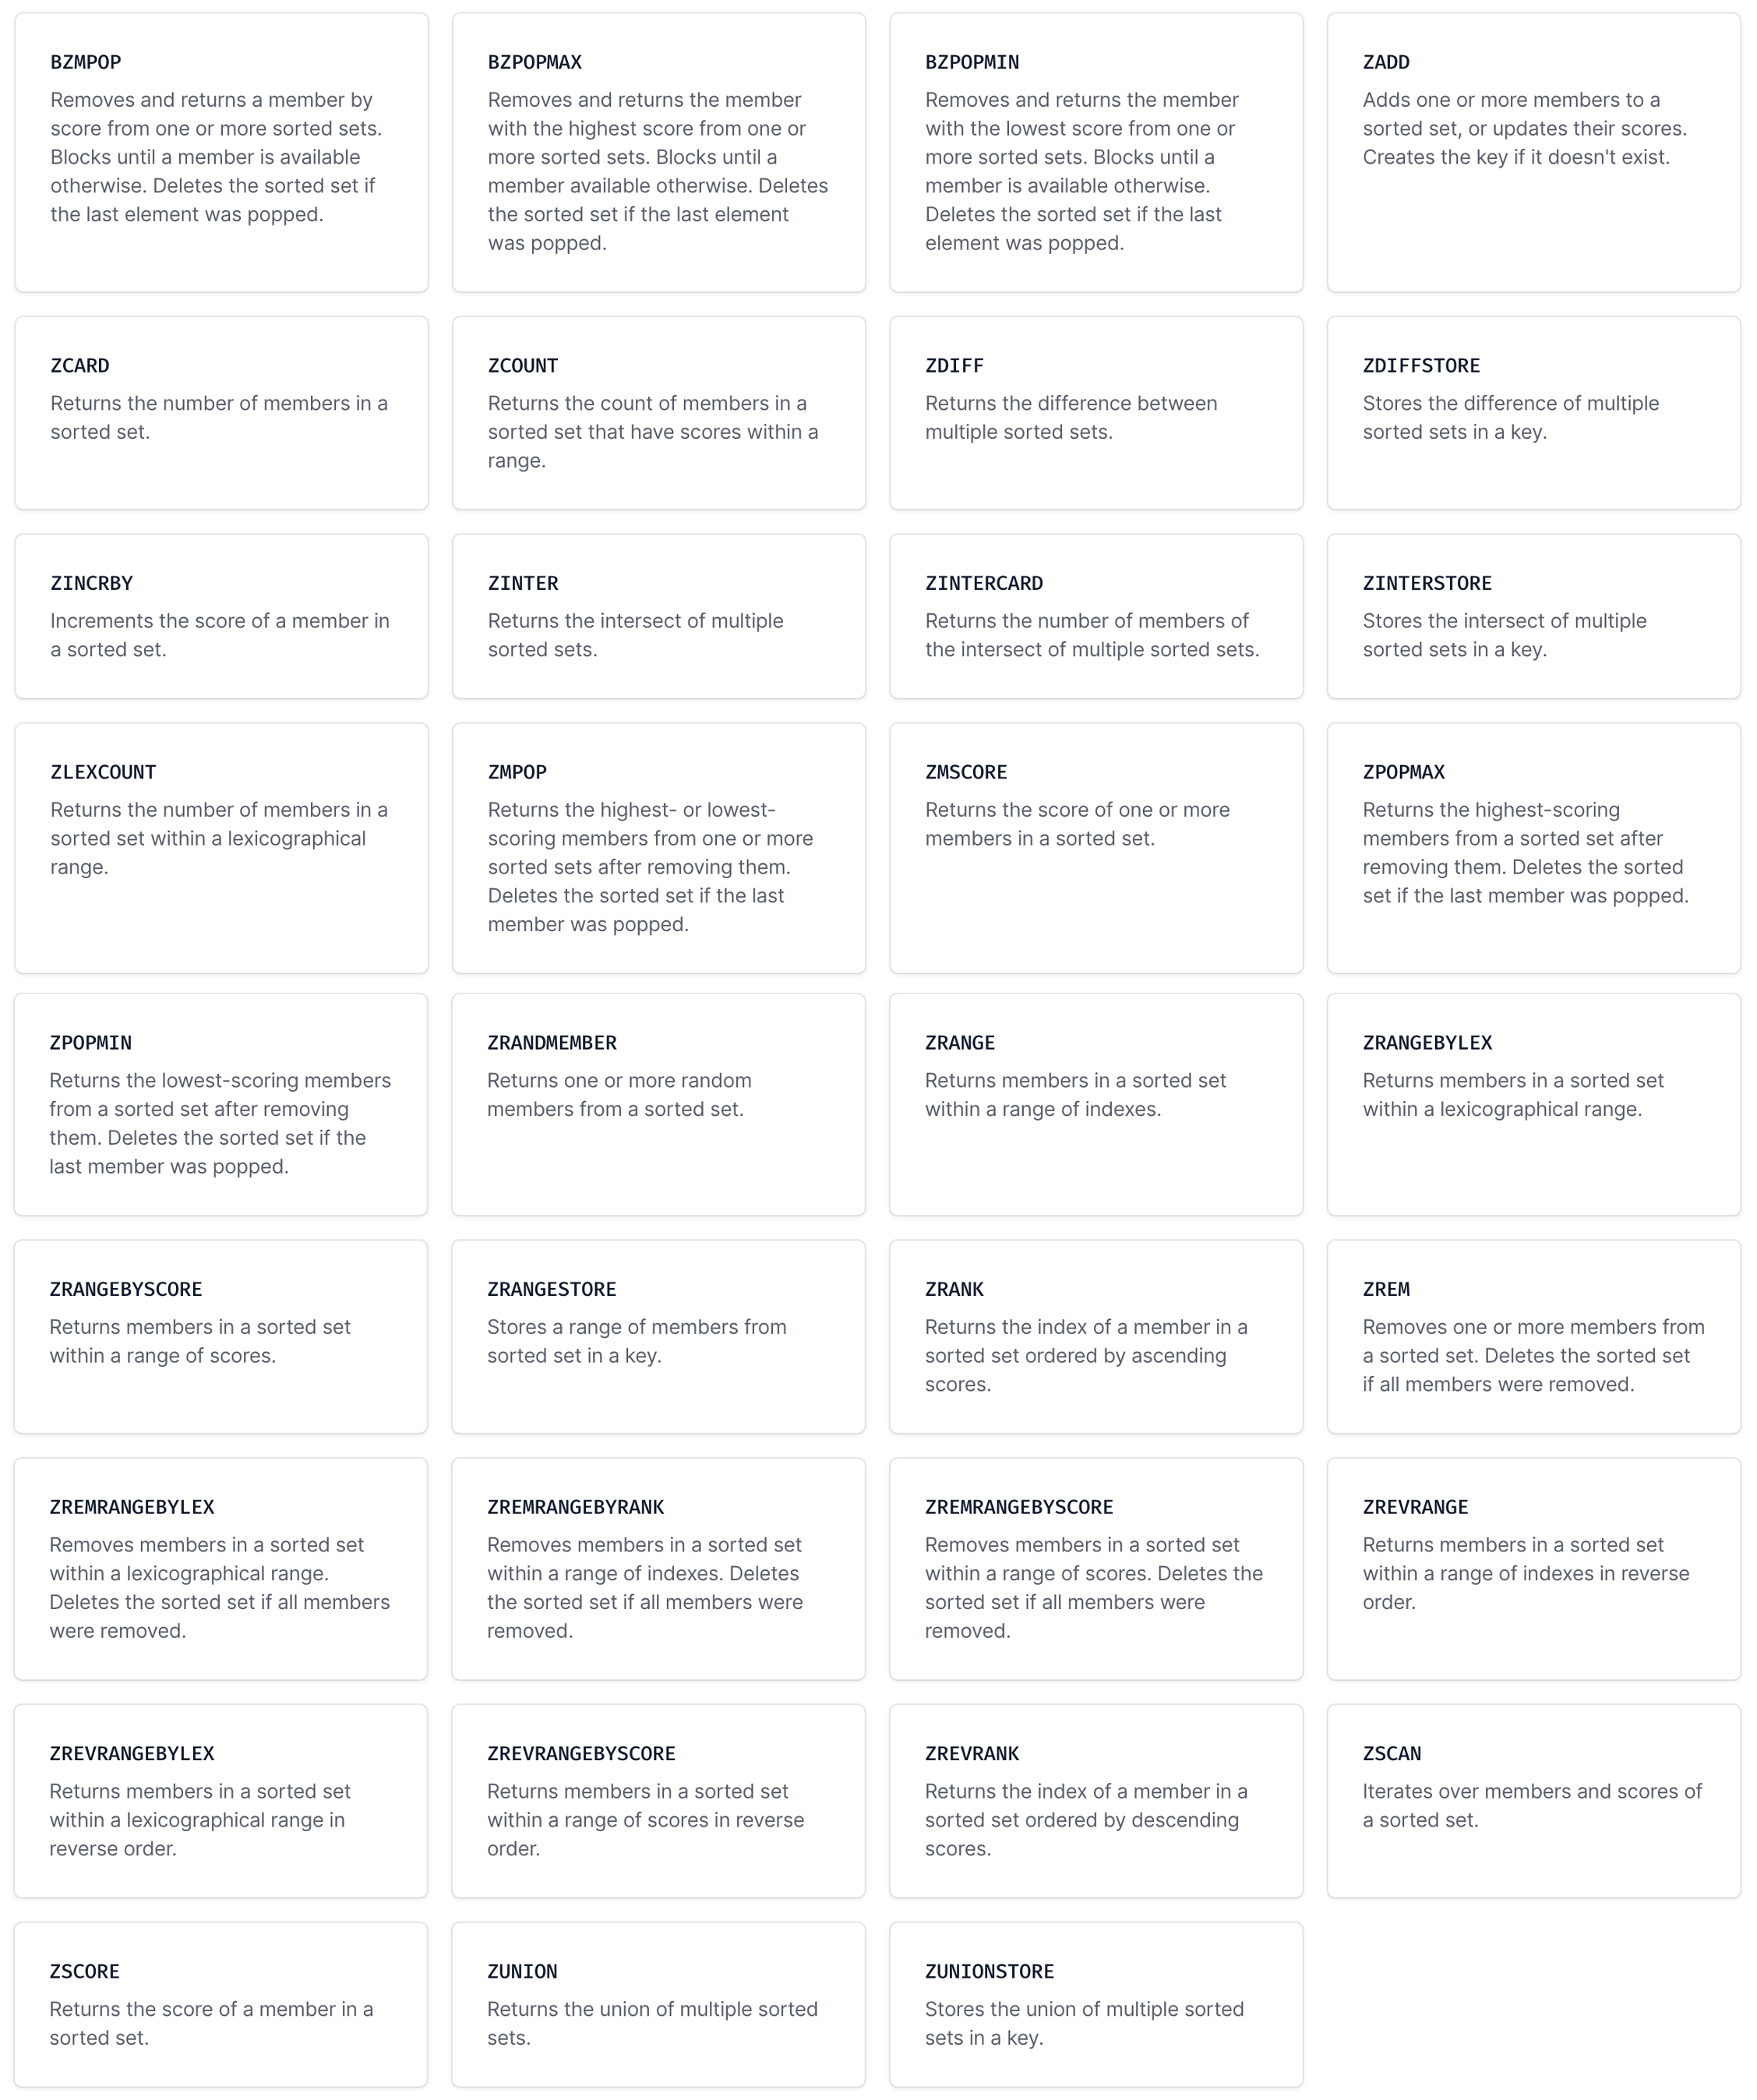 BZMPOP
Removes and returns a member by
score from one or more sorted sets.
Blocks until a member is available
otherwise. Deletes the sorted set if
the last element was popped.
BZPOPMAX
Removes and returns the member
with the highest score from one or
more sorted sets. Blocks until a
member available otherwise. Deletes
the sorted set if the last element
was popped.
BZPOPMIN
Removes and returns the member
with the lowest score from one or
more sorted sets. Blocks until a
member is available otherwise.
Deletes the sorted set if the last
element was popped.
ZADD
Adds one or more members to a
sorted set, or updates their scores.
Creates the key if it doesn't exist.
ZCARD
Returns the number of members in a
sorted set.
ZCOUNT
Returns the count of members in a
sorted set that have scores within a
range.
ZDIFF
Returns the difference between
multiple sorted sets.
ZDIFFSTORE
Stores the difference of multiple
sorted sets in a key.
ZINCRBY
Increments the score of a member in
a sorted set.
ZINTER
Returns the intersect of multiple
sorted sets.
ZINTERCARD
Returns the number of members of
the intersect of multiple sorted sets.
ZINTERSTORE
Stores the intersect of multiple
sorted sets in a key.
ZLEXCOUNT
Returns the number of members in a
sorted set within a lexicographical
range.
ZMPOP
Returns the highest- or lowest-
scoring members from one or more
sorted sets after removing them.
Deletes the sorted set if the last
member was popped.
ZMSCORE
Returns the score of one or more
members in a sorted set.
ZPOPMAX
Returns the highest-scoring
members from a sorted set after
removing them. Deletes the sorted
set if the last member was popped.
ZPOPMIN
Returns the lowest-scoring members
from a sorted set after removing
them. Deletes the sorted set if the
last member was popped.
ZRANDMEMBER
Returns one or more random
members from a sorted set.
ZRANGE
Returns members in a sorted set
within a range of indexes.
ZRANGEBYLEX
Returns members in a sorted set
within a lexicographical range.
ZRANGEBYSCORE
Returns members in a sorted set
within a range of scores.
ZRANGESTORE
Stores a range of members from
sorted set in a key.
ZRANK
Returns the index of a member in a
sorted set ordered by ascending
scores.
ZREM
Removes one or more members from
a sorted set. Deletes the sorted set
if all members were removed.
ZREMRANGEBYLEX
Removes members in a sorted set
within a lexicographical range.
Deletes the sorted set if all members
were removed.
ZREMRANGEBYRANK
Removes members in a sorted set
within a range of indexes. Deletes
the sorted set if all members were
removed.
ZREMRANGEBYSCORE
Removes members in a sorted set
within a range of scores. Deletes the
sorted set if all members were
removed.
ZREVRANGE
Returns members in a sorted set
within a range of indexes in reverse
order.
ZREVRANGEBYLEX
Returns members in a sorted set
within a lexicographical range in
reverse order.
ZREVRANGEBYSCORE
Returns members in a sorted set
within a range of scores in reverse
order.
ZREVRANK
Returns the index of a member in a
sorted set ordered by descending
scores.
ZSCAN
Iterates over members and scores of
a sorted set.
ZSCORE
Returns the score of a member in a
sorted set.
ZUNION
Returns the union of multiple sorted
sets.
ZUNIONSTORE
Stores the union of multiple sorted
sets in a key.